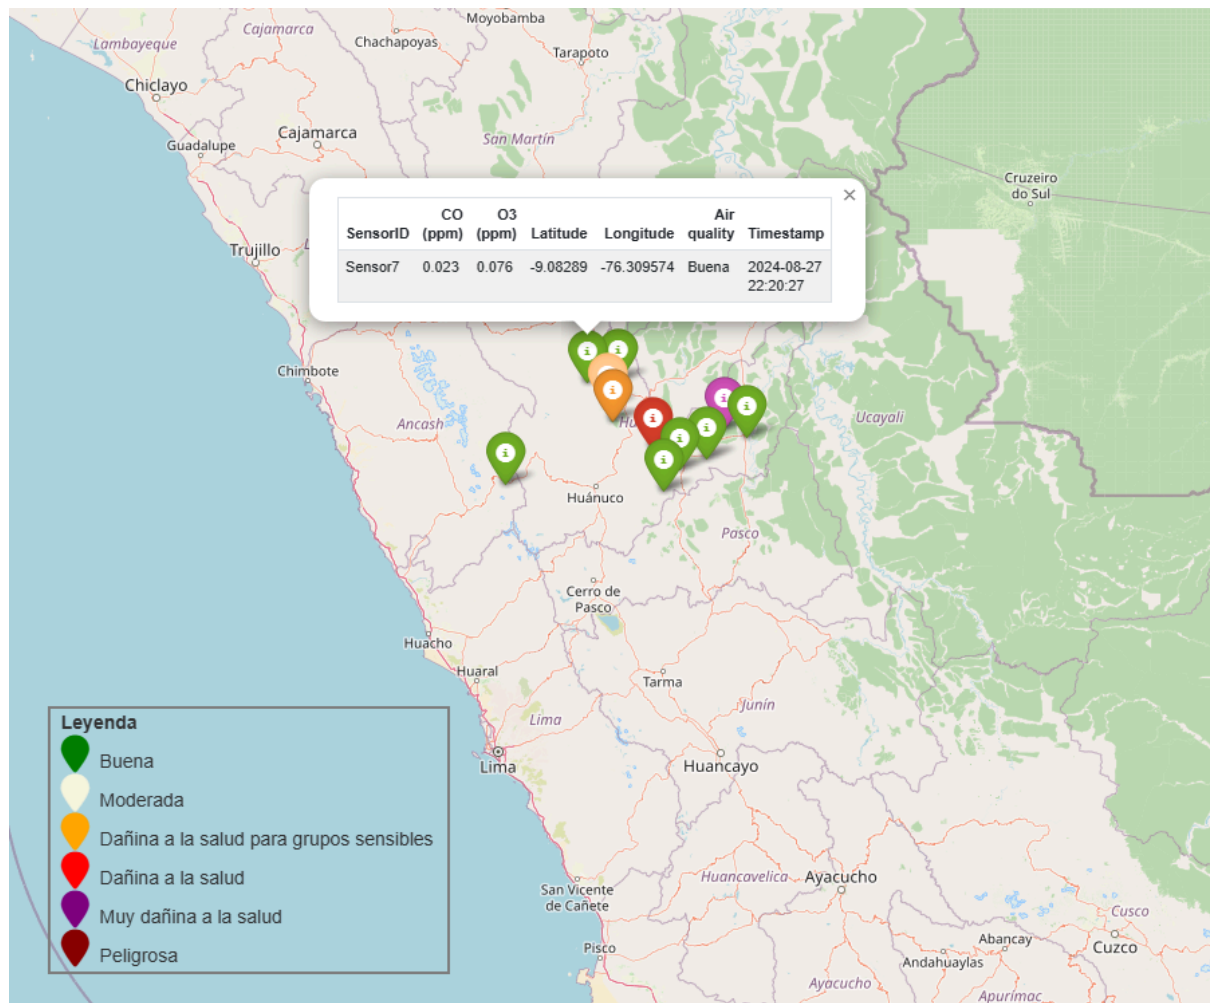 Moyobamba
Lambayeque
Cajamarca
Chachapoyas
Tarapoto
Chiclayo
Guadalupe
Cajamarca
San Martín
Cruzeiro
do Sul
×
SensorID CO (ppm) O3 (ppm) Latitude Longitude Air quality Timestamp
Sensor7 0.023 0.076 -9.08289 -76.309574 Buena 2024-08-27
22:20:27
Trujillo
Chimbote
Ancash
Ucayali
Huánuco
Pasco
Cerro de
Pasco
Huacho
Huaral
Tarma
Lima
Junín
Lima
Huancayo
Leyenda
Buena
Moderada
Dañina a la salud para grupos sensibles
Dañina a la salud
Muy dañina a la salud
Peligrosa
Huancavelica
Ayacucho
San Vicente
de Cañete
Cusco
Pisco
Abancay
Cuzco
Andahuaylas
Ayacucho
Apurímac